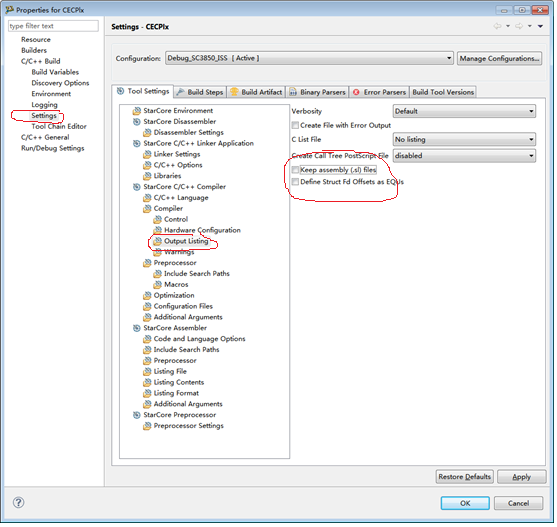 Properties for CECPlx
type filter text
Resource
Builders
C/C++ Build
Build Variables
Discovery Options
Environment
Logging
Settings
Tool Chain Editor
C/C++ General
Run/Debug Settings
Settings - CECPlx
Configuration: Debug_SC3850_ISS [ Active ] Manage Configurations...
Tool Settings Build Steps Build Artifact Binary Parsers Error Parsers Build Tool Versions
StarCore Environment
StarCore Disassembler
Disassembler Settings
StarCore C/C++ Linker Application
Linker Settings
C/C++ Options
Libraries
StarCore C/C++ Compiler
C/C++ Language
Compiler
Control
Hardware Configuration
Output Listing
Warnings
Preprocessor
Include Search Paths
Macros
Optimization
Configuration Files
Additional Arguments
StarCore Assembler
Code and Language Options
Include Search Paths
Preprocessor
Listing File
Listing Contents
Listing Format
Additional Arguments
StarCore Preprocessor
Preprocessor Settings
Verbosity Default
Create File with Error Output
C List File No listing
Create Call Tree PostScript File disabled
Keep assembly (.sl) files
Define Struct Fd Offsets as EQUs
Restore Defaults Apply
? OK Cancel